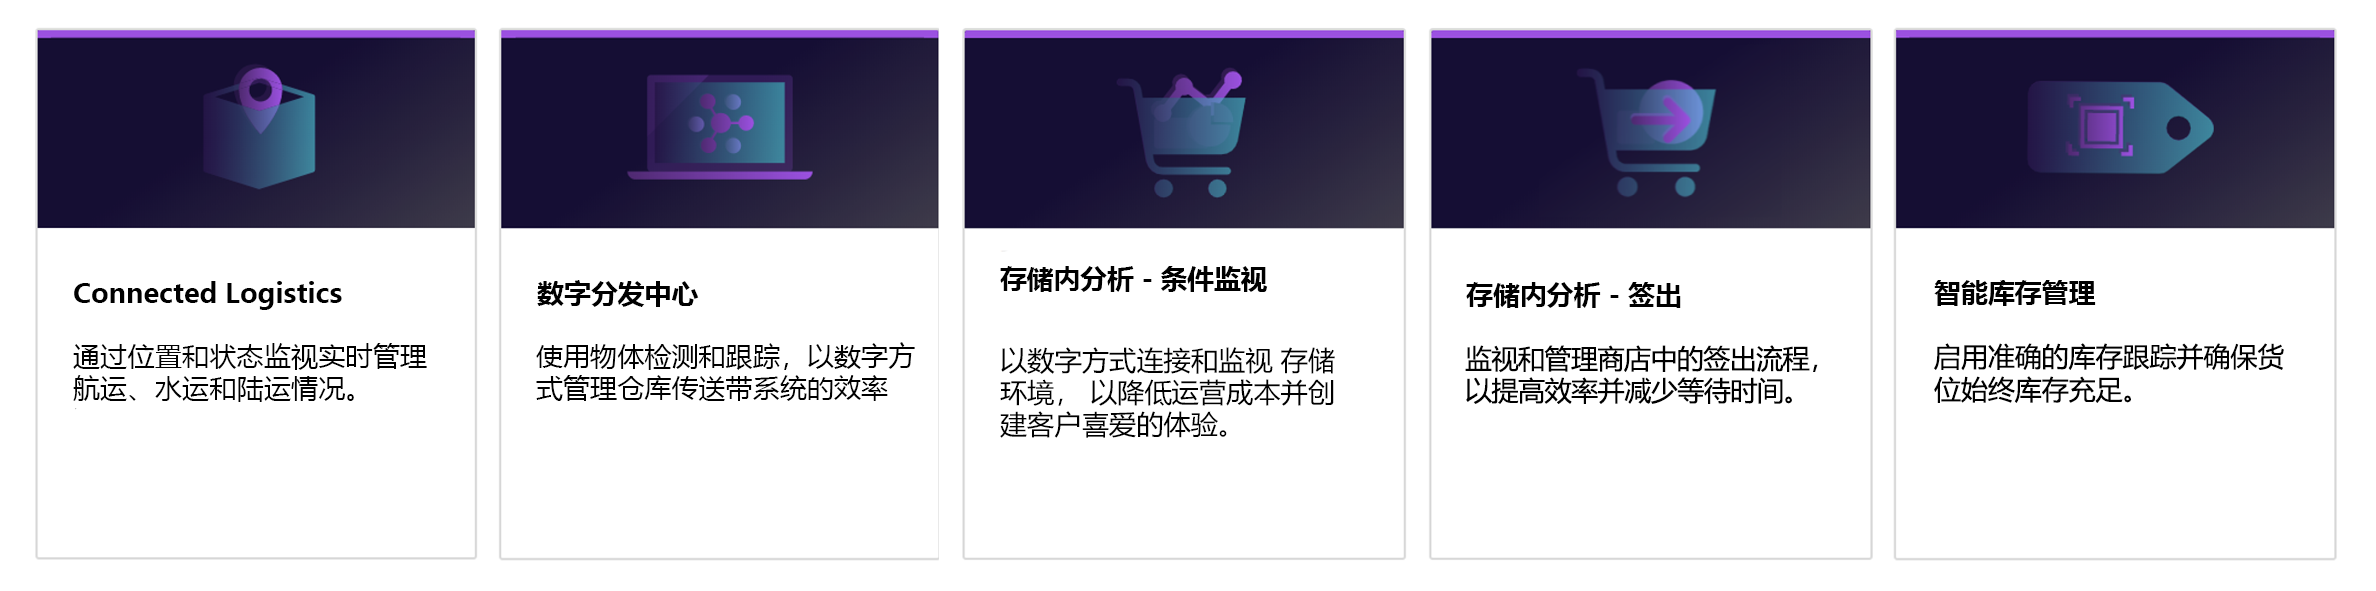 Connected Logistics
通过位置和状态监视实时管理
航运、水运和陆运情况。
数字分发中心
使用物体检测和跟踪，以数字方
式管理仓库传送带系统的效率
存储内分析 - 条件监视
以数字方式连接和监视 存储
环境， 以降低运营成本并创
建客户喜爱的体验。
存储内分析 - 签出
监视和管理商店中的签出流程，
以提高效率并减少等待时间。
智能库存管理
启用准确的库存跟踪并确保货
位始终库存充足。